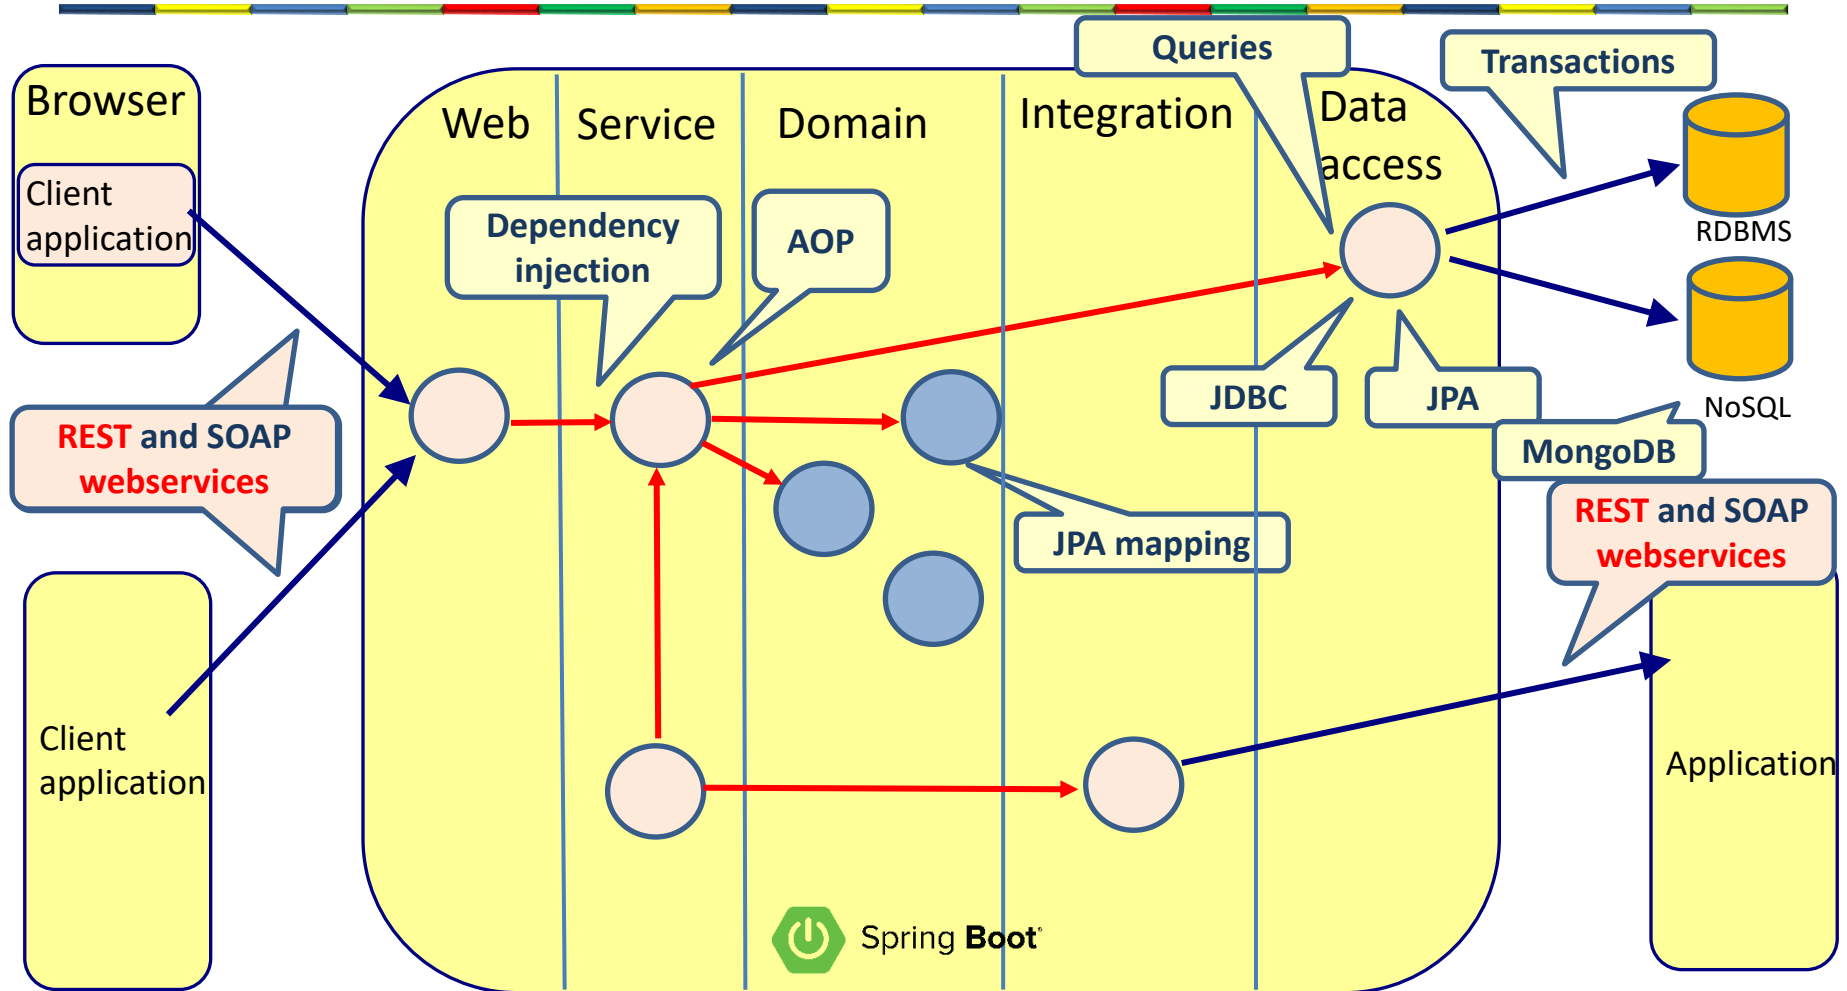 Browser
Client
application
Web
Service
Domain
Integration
Data
access
Queries
Transactions
Dependency
injection
AOP
RDBMS
NoSQL
REST and SOAP
webservices
JDBC
JPA
MongoDB
JPA mapping
REST and SOAP
webservices
Client
application
Application
Spring Boot